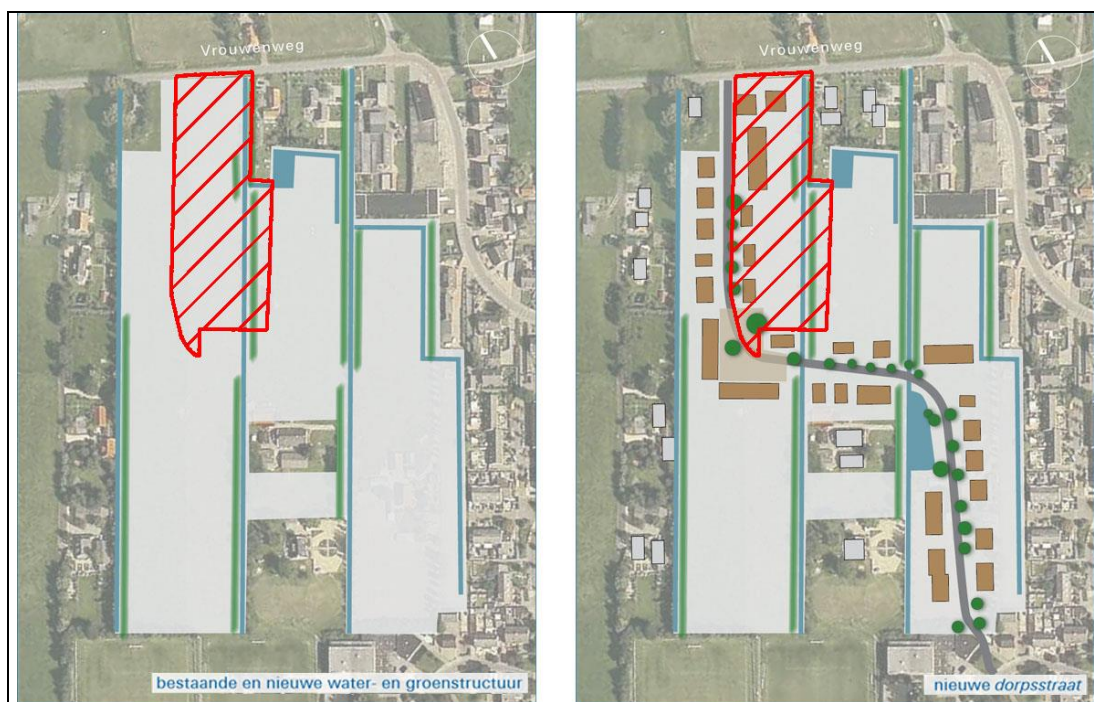 Vrouwenweg
bestaande en nieuwe water- en groenstructuur
Vrouwenweg
nieuwe dorpsstraat